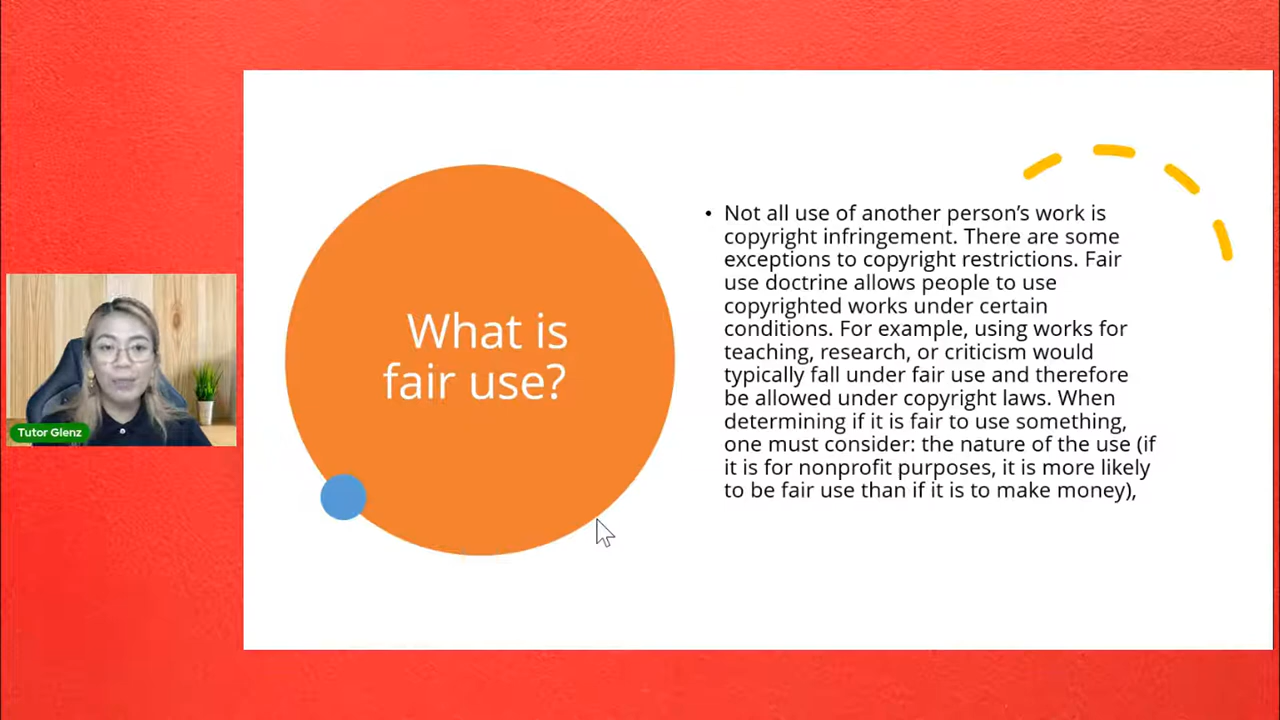 What is
fair use?
• Not all use of another person’s work is
copyright infringement. There are some
exceptions to copyright restrictions. Fair
use doctrine allows people to use
copyrighted works under certain
conditions. For example, using works for
teaching, research, or criticism would
typically fall under fair use and therefore
be allowed under copyright laws. When
determining if it is fair to use something,
one must consider: the nature of the use (if
it is for nonprofit purposes, it is more likely
to be fair use than if it is to make money),
Tutor Glenz